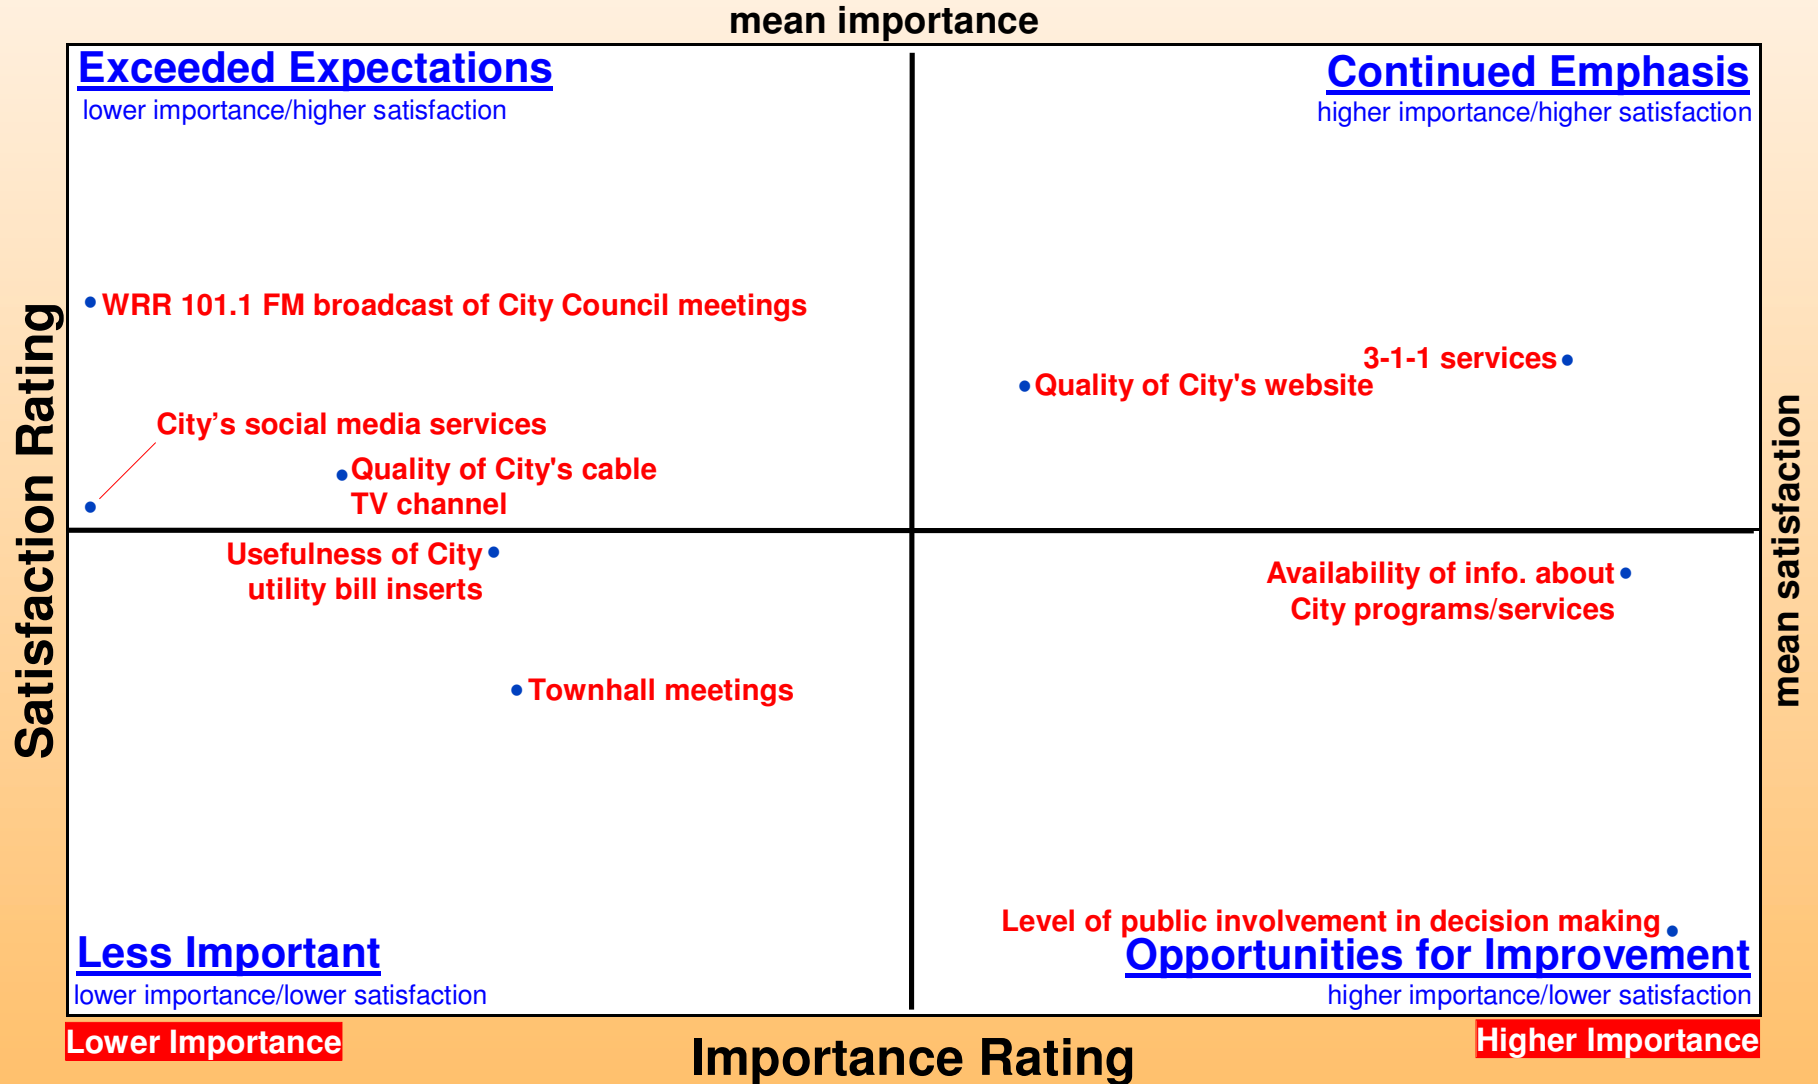 mean importance
Exceeded Expectations
lower importance/higher satisfaction
Continued Emphasis
higher importance/higher satisfaction
WRR 101.1 FM broadcast of City Council meetings
3-1-1 services
Quality of City's website
City’s social media services
Quality of City's cable
TV channel
Satisfaction Rating
mean satisfaction
Usefulness of City
utility bill inserts
Availability of info. about
City programs/services
Townhall meetings
Level of public involvement in decision making
Less Important
lower importance/lower satisfaction
Opportunities for Improvement
higher importance/lower satisfaction
Lower Importance
Importance Rating
Higher Importance